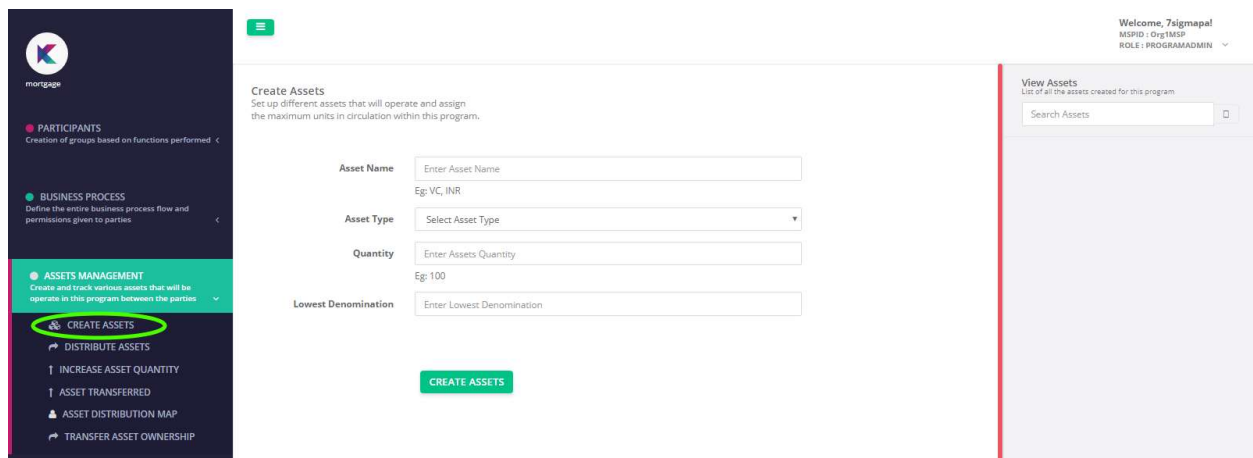 mortgage
PARTICIPANTS
Creation of groups based on functions performed
BUSINESS PROCESS
Define the entire business process flow and
permissions given to parties
ASSETS MANAGEMENT
Create and track various assets that will be
operate in this program between the parties
CREATE ASSETS
DISTRIBUTE ASSETS
INCREASE ASSET QUANTITY
ASSET TRANSFERRED
ASSET DISTRIBUTION MAP
TRANSFER ASSET OWNERSHIP
Welcome, 7sigmapa!
MSPID : Org1MSP
ROLE : PROGRAMADMIN
Create Assets
Set up different assets that will operate and assign
the maximum units in circulation within this program.
Asset Name
Enter Asset Name
Eg: VC, INR
Asset Type
Select Asset Type
Quantity
Enter Assets Quantity
Eg: 100
Lowest Denomination
Enter Lowest Denomination
CREATE ASSETS
View Assets
List of all the assets created for this program
Search Assets